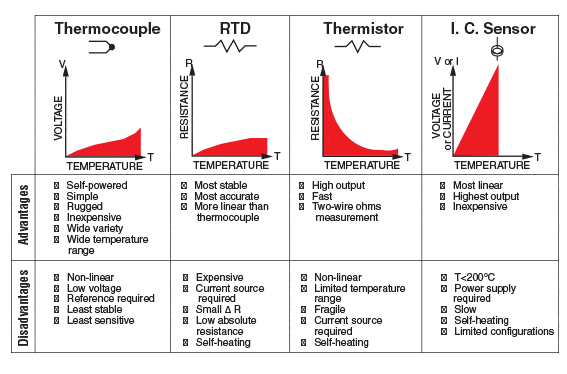 Thermocouple
V
VOLTAGE
T
TEMPERATURE
RTD
R
RESISTANCE
T
TEMPERATURE
Thermistor
R
RESISTANCE
T
TEMPERATURE
I. C. Sensor
V or I
VOLTAGE
or CURRENT
T
TEMPERATURE
Advantages
Self-powered
Simple
Rugged
Inexpensive
Wide variety
Wide temperature
range
Most stable
Most accurate
More linear than
thermocouple
High output
Fast
Two-wire ohms
measurement
Most linear
Highest output
Inexpensive
Disadvantages
Non-linear
Low voltage
Reference required
Least stable
Least sensitive
Expensive
Current source
required
Small Δ R
Low absolute
resistance
Self-heating
Non-linear
Limited temperature
range
Fragile
Current source
required
Self-heating
T<200°C
Power supply
required
Slow
Self-heating
Limited configurations